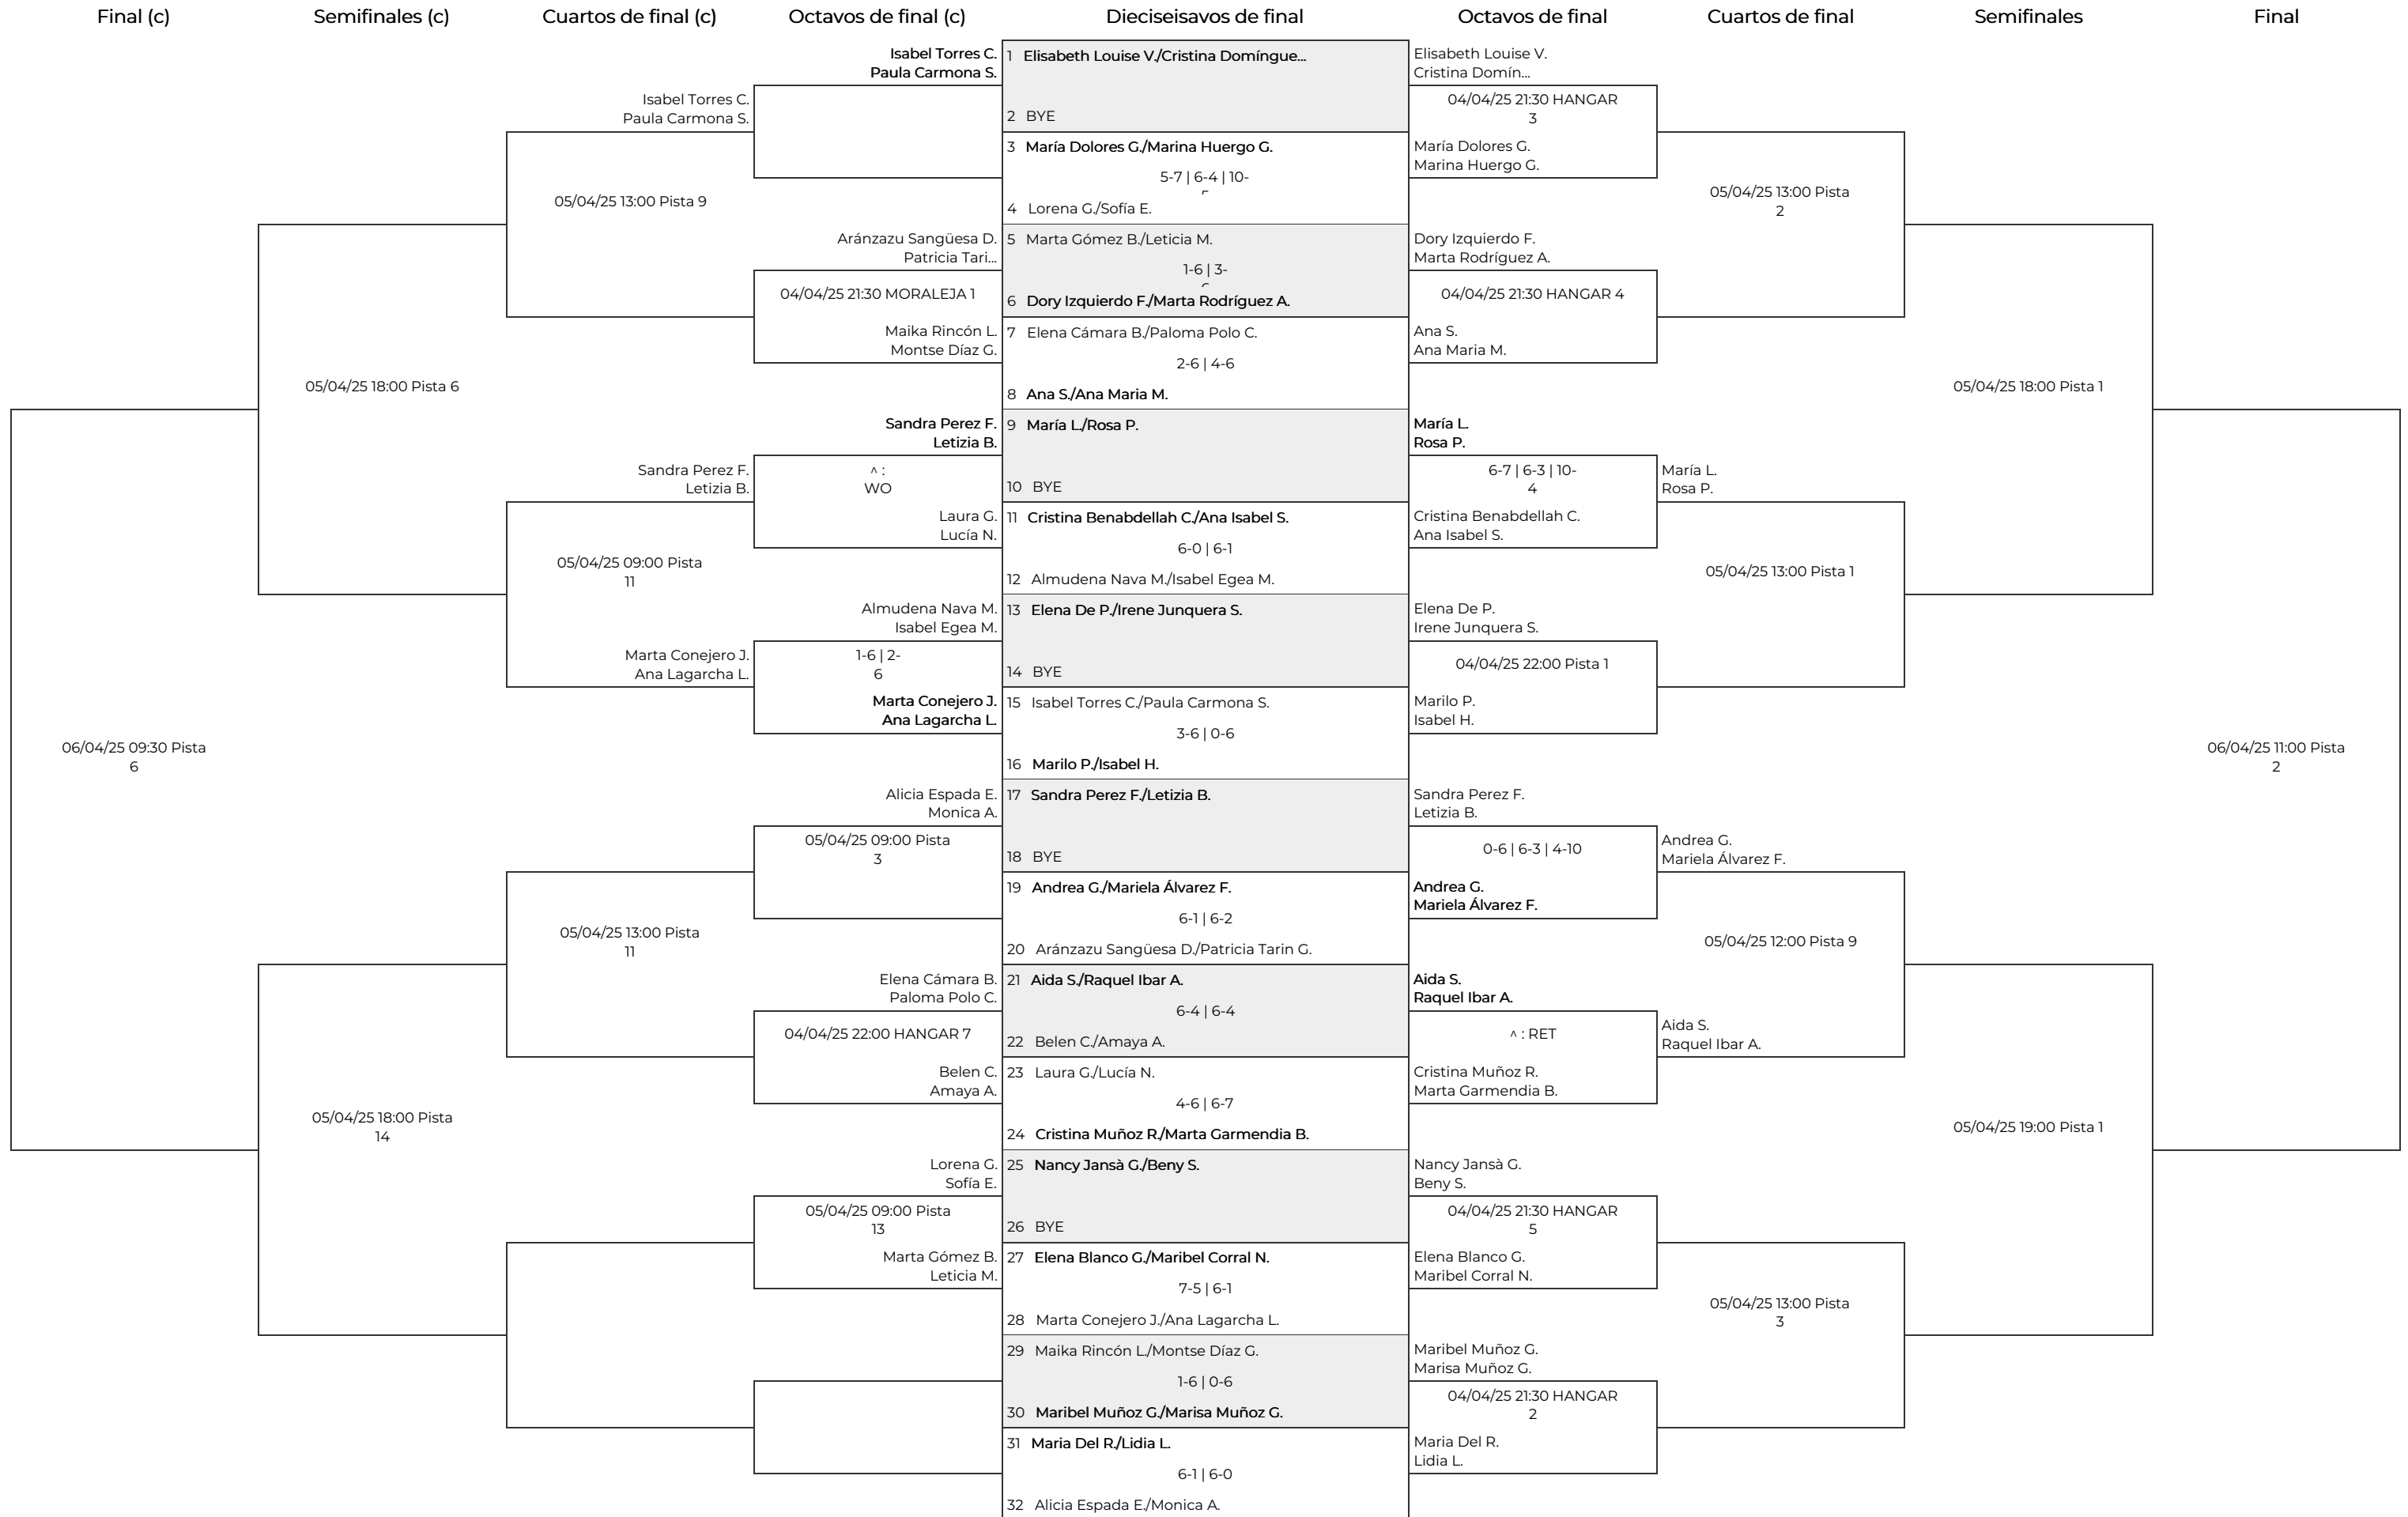 Final (c)
Semifinales (c)
Cuartos de final (c)
Octavos de final (c)
Dieciseisavos de final
Octavos de final
Cuartos de final
Semifinales
Final
06/04/25 09:30 Pista
6
05/04/25 18:00 Pista 6
05/04/25 18:00 Pista
14
Isabel Torres C.
Paula Carmona S.
05/04/25 13:00 Pista 9
Sandra Perez F.
Letizia B.
05/04/25 09:00 Pista
11
Marta Conejero J.
Ana Lagarcha L.
05/04/25 13:00 Pista
11
Isabel Torres C.
Paula Carmona S.
Aránzazu Sangüesa D.
Patricia Tari...
04/04/25 21:30 MORALEJA 1
Maika Rincón L.
Montse Díaz G.
Sandra Perez F.
Letizia B.
^ :
WO
Laura G.
Lucía N.
Almudena Nava M.
Isabel Egea M.
1-6 | 2-
6
Marta Conejero J.
Ana Lagarcha L.
Alicia Espada E.
Monica A.
05/04/25 09:00 Pista
3
Elena Cámara B.
Paloma Polo C.
04/04/25 22:00 HANGAR 7
Belen C.
Amaya A.
Lorena G.
Sofía E.
05/04/25 09:00 Pista
13
Marta Gómez B.
Leticia M.
1 Elisabeth Louise V./Cristina Domíngue...
2 BYE
3 María Dolores G./Marina Huergo G.
5-7 | 6-4 | 10-
4 Lorena G./Sofía E.
5 Marta Gómez B./Leticia M.
1-6 | 3-
6 Dory Izquierdo F./Marta Rodríguez A.
7 Elena Cámara B./Paloma Polo C.
2-6 | 4-6
8 Ana S./Ana Maria M.
9 María L./Rosa P.
10 BYE
11 Cristina Benabdellah C./Ana Isabel S.
6-0 | 6-1
12 Almudena Nava M./Isabel Egea M.
13 Elena De P./Irene Junquera S.
14 BYE
15 Isabel Torres C./Paula Carmona S.
3-6 | 0-6
16 Marilo P./Isabel H.
17 Sandra Perez F./Letizia B.
18 BYE
19 Andrea G./Mariela Álvarez F.
6-1 | 6-2
20 Aránzazu Sangüesa D./Patricia Tarin G.
21 Aida S./Raquel Ibar A.
6-4 | 6-4
22 Belen C./Amaya A.
23 Laura G./Lucía N.
4-6 | 6-7
24 Cristina Muñoz R./Marta Garmendia B.
25 Nancy Jansà G./Beny S.
26 BYE
27 Elena Blanco G./Maribel Corral N.
7-5 | 6-1
28 Marta Conejero J./Ana Lagarcha L.
29 Maika Rincón L./Montse Díaz G.
1-6 | 0-6
30 Maribel Muñoz G./Marisa Muñoz G.
31 Maria Del R./Lidia L.
6-1 | 6-0
32 Alicia Espada E./Monica A.
Elisabeth Louise V.
Cristina Domín...
04/04/25 21:30 HANGAR
3
María Dolores G.
Marina Huergo G.
Dory Izquierdo F.
Marta Rodríguez A.
04/04/25 21:30 HANGAR 4
Ana S.
Ana Maria M.
María L.
Rosa P.
6-7 | 6-3 | 10-
4
Cristina Benabdellah C.
Ana Isabel S.
Elena De P.
Irene Junquera S.
04/04/25 22:00 Pista 1
Marilo P.
Isabel H.
Sandra Perez F.
Letizia B.
0-6 | 6-3 | 4-10
Andrea G.
Mariela Álvarez F.
Aida S.
Raquel Ibar A.
^ : RET
Cristina Muñoz R.
Marta Garmendia B.
Nancy Jansà G.
Beny S.
04/04/25 21:30 HANGAR
5
Elena Blanco G.
Maribel Corral N.
Maribel Muñoz G.
Marisa Muñoz G.
04/04/25 21:30 HANGAR
2
Maria Del R.
Lidia L.
05/04/25 13:00 Pista
2
María L.
Rosa P.
05/04/25 13:00 Pista 1
Andrea G.
Mariela Álvarez F.
05/04/25 12:00 Pista 9
Aida S.
Raquel Ibar A.
05/04/25 13:00 Pista
3
05/04/25 18:00 Pista 1
05/04/25 19:00 Pista 1
06/04/25 11:00 Pista
2